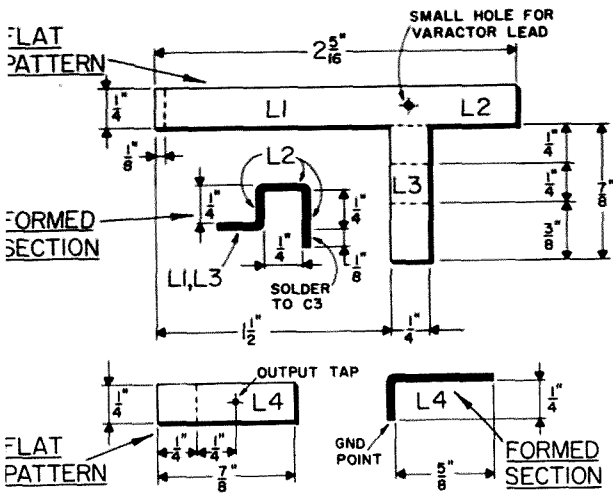 FLAT
PATTERN
2 5/16"
SMALL HOLE FOR
VARACTOR LEAD
1/4"
L1
L2
1/8"
L2
L3
1/4"
1/4"
7/8"
3/8"
FORMED
SECTION
1/4"
1/4"
1/4"
1/8"
L1,L3
SOLDER
TO C3
1 1/2"
1/4"
OUTPUT TAP
1/4"
L4
FLAT
PATTERN
1/4"
1/4"
7/8"
L4
1/4"
GND
POINT
5/8"
FORMED
SECTION